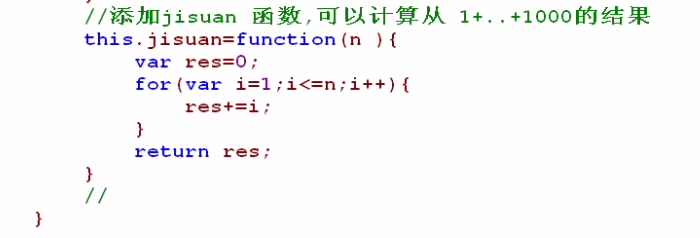 //添加jisuan 函数,可以计算从 1+..+1000的结果
this.jisuan=function(n ){
var res=0;
for(var i=1;i<=n;i++){
res+=i;
}
return res;
}
//
}